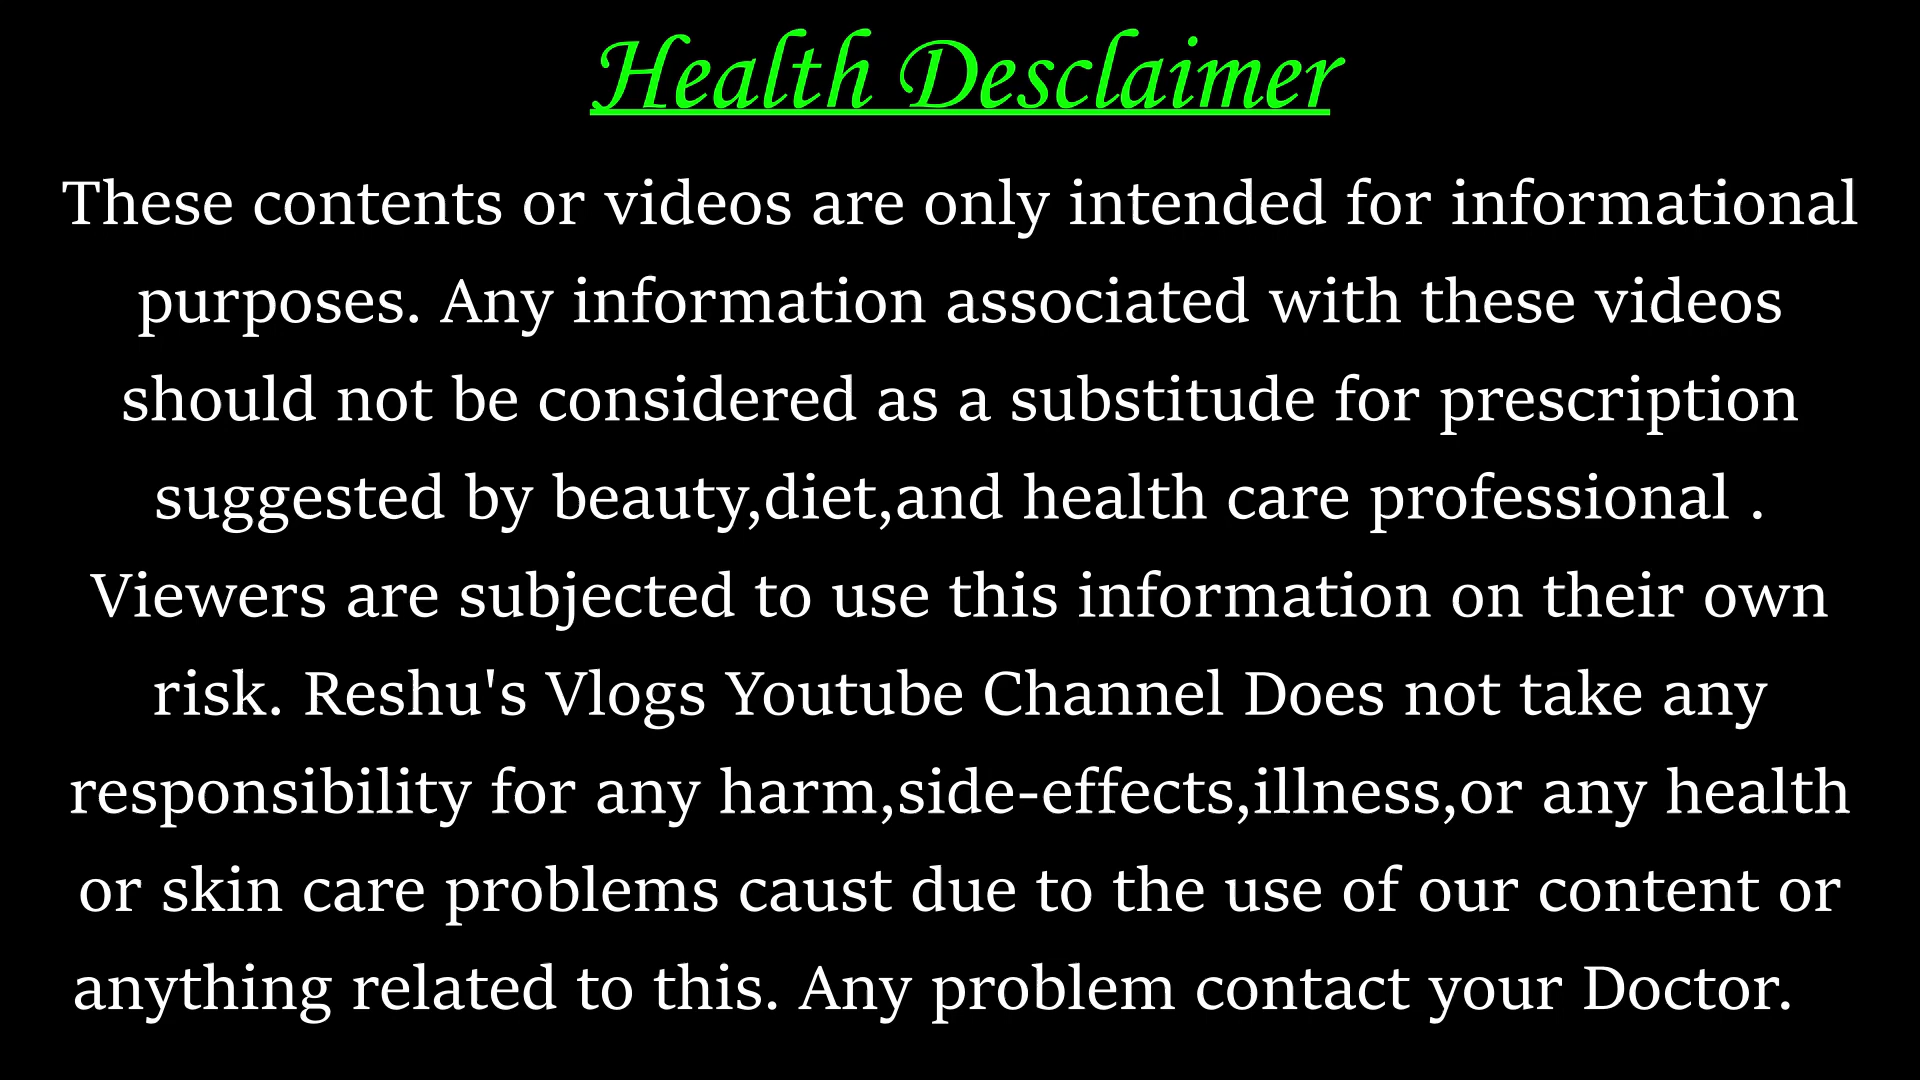 Health Desclaimer
These contents or videos are only intended for informational
purposes. Any information associated with these videos
should not be considered as a substitude for prescription
suggested by beauty,diet,and health care professional .
Viewers are subjected to use this information on their own
risk. Reshu's Vlogs Youtube Channel Does not take any
responsibility for any harm,side-effects,illness,or any health
or skin care problems caust due to the use of our content or
anything related to this. Any problem contact your Doctor.